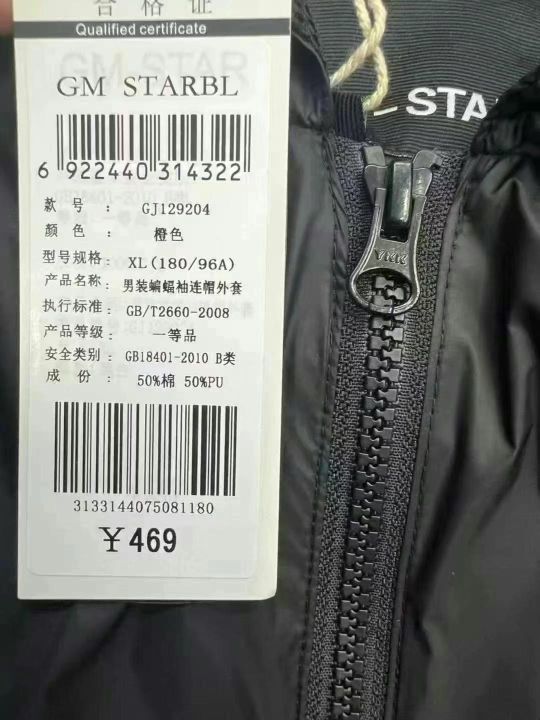 合格证
Qualified certificate
GM STARBL
6 922440 314322
款号: GJ129204
颜色: 橙色
型号规格: XL(180/96A)
产品名称: 男装蝙蝠袖连帽外套
执行标准: GB/T2660-2008
产品等级: 一等品
安全类别: GB18401-2010 B类
成份: 50%棉 50%PU
3133144075081180
¥469
STAR